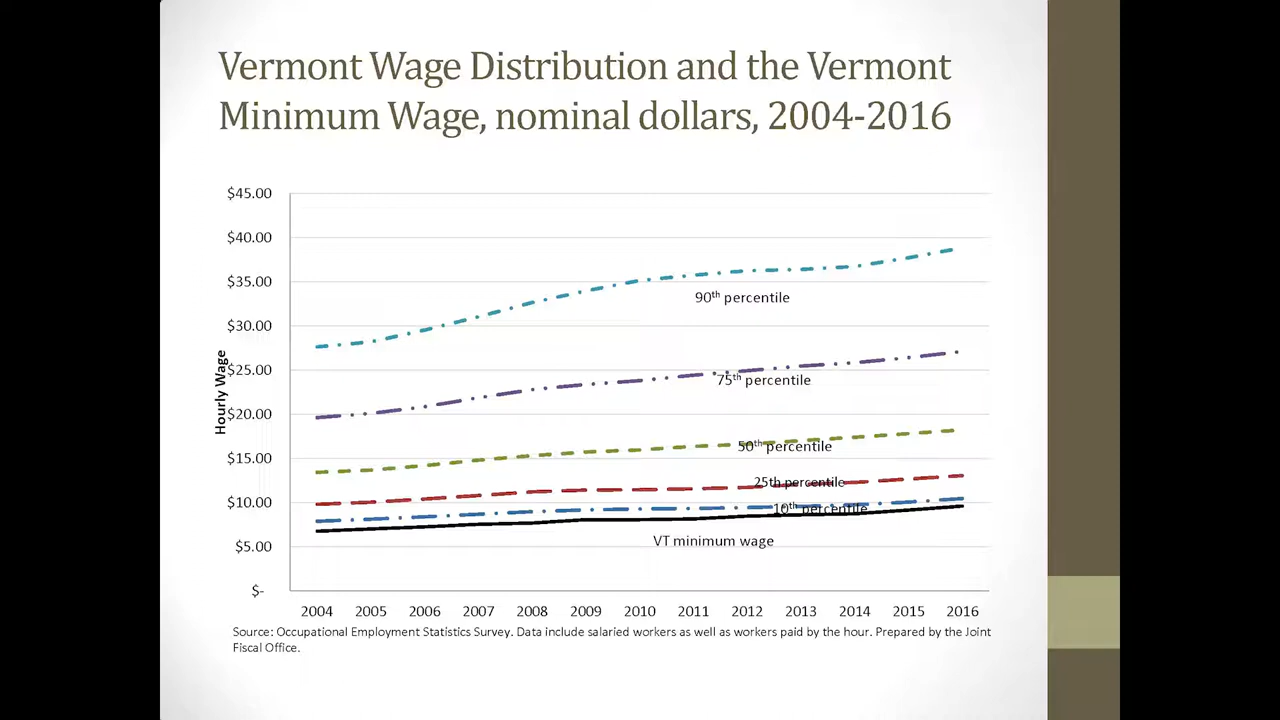 Vermont Wage Distribution and the Vermont
Minimum Wage, nominal dollars, 2004-2016
$45.00
$40.00
$35.00
$30.00
$25.00
$20.00
$15.00
$10.00
$5.00
$-
Hourly Wage
90th percentile
75th percentile
50th percentile
25th percentile
10th percentile
VT minimum wage
2004 2005 2006 2007 2008 2009 2010 2011 2012 2013 2014 2015 2016
Source: Occupational Employment Statistics Survey. Data include salaried workers as well as workers paid by the hour. Prepared by the Joint
Fiscal Office.